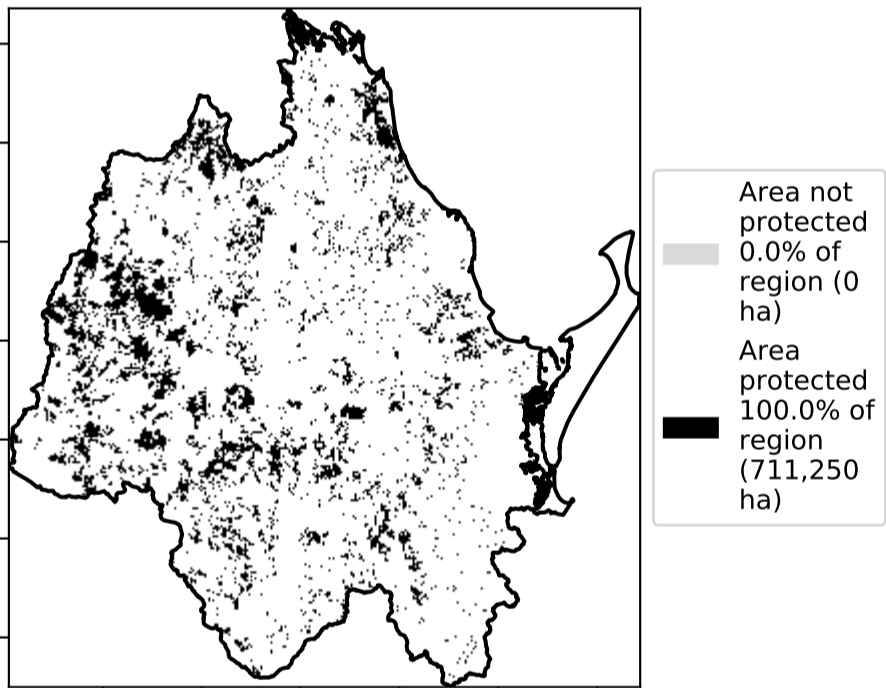 Area not
protected
0.0% of
region (0
ha)
Area
protected
100.0% of
region
(711,250
ha)